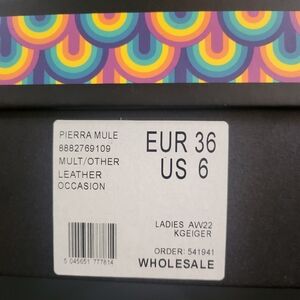 PIERRA MULE
8882769109
MULT/OTHER
LEATHER
OCCASION
EUR 36
US 6
LADIES AW22
KGEIGER
ORDER: 541941
WHOLESALE
5 045651 777614